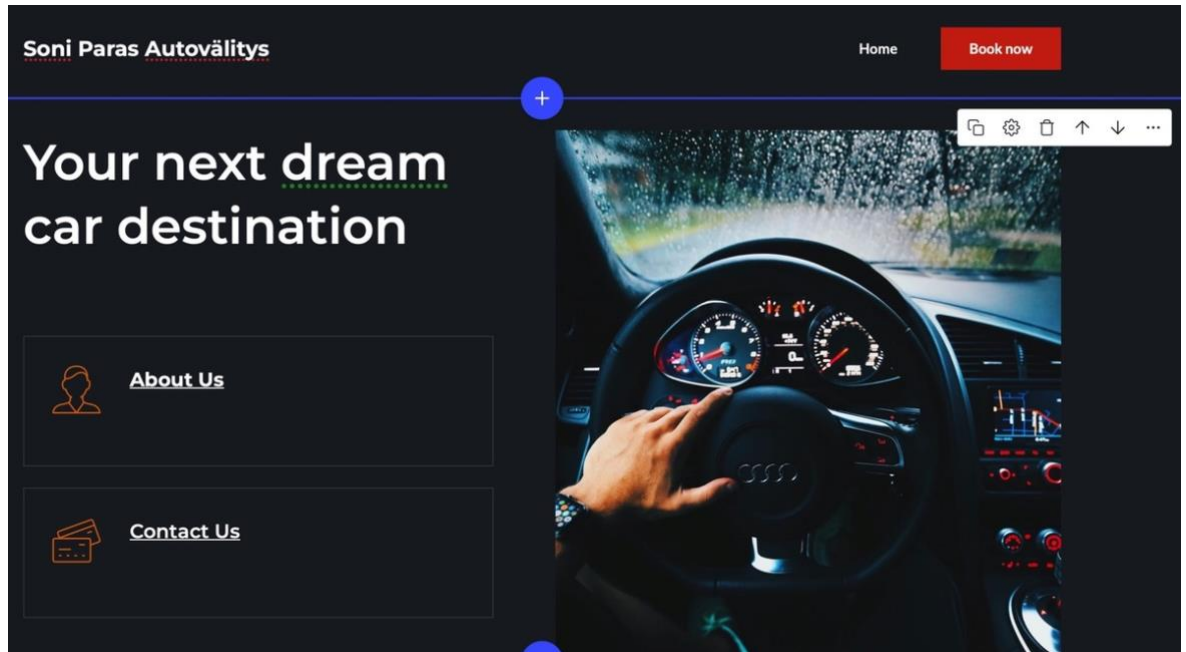 Soni Paras Autovälitys
Home
Book now
Your next dream
car destination
About Us
Contact Us